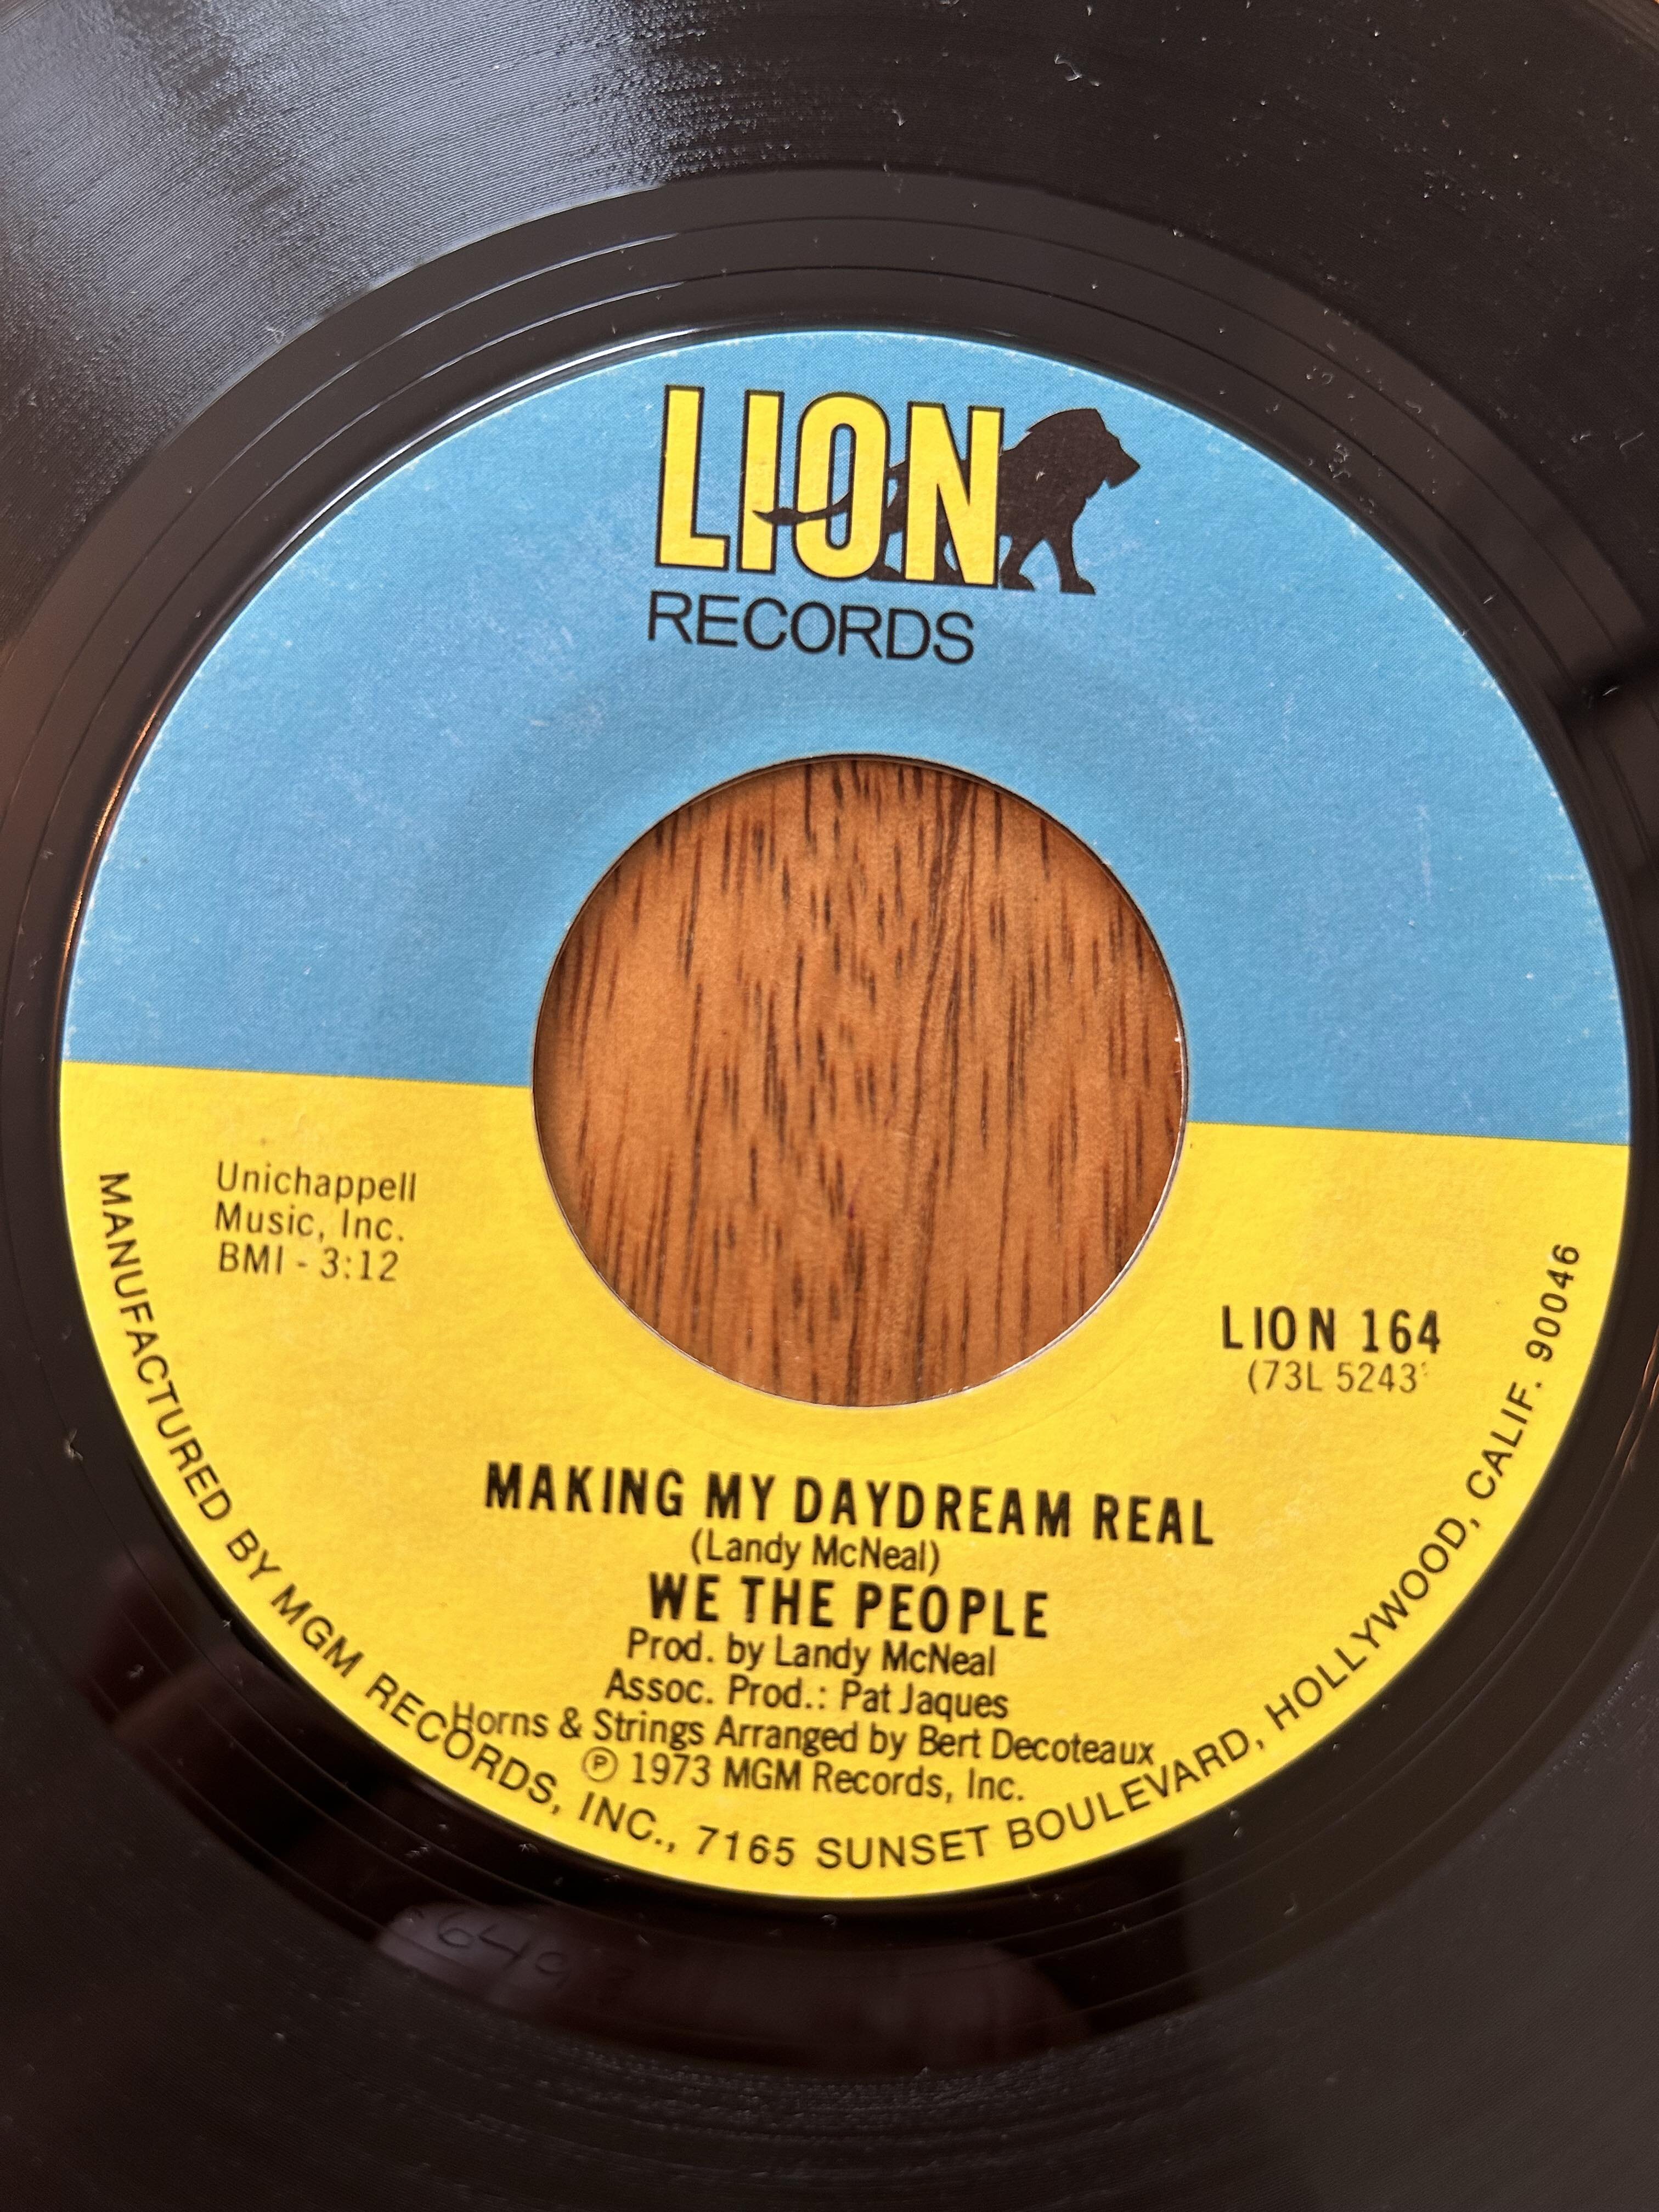 LION
RECORDS
Unichappell
Music, Inc.
BMI - 3:12
LION 164
(73L 5243
MAKING MY DAYDREAM REAL
(Landy McNeal)
WE THE PEOPLE
Prod. by Landy McNeal
Assoc. Prod.: Pat Jaques
Horns & Strings Arranged by Bert Decoteaux
Ⓟ 1973 MGM Records, Inc.
MANUFACTURED BY MGM RECORDS, INC., 7165 SUNSET BOULEVARD, HOLLYWOOD, CALIF. 90046